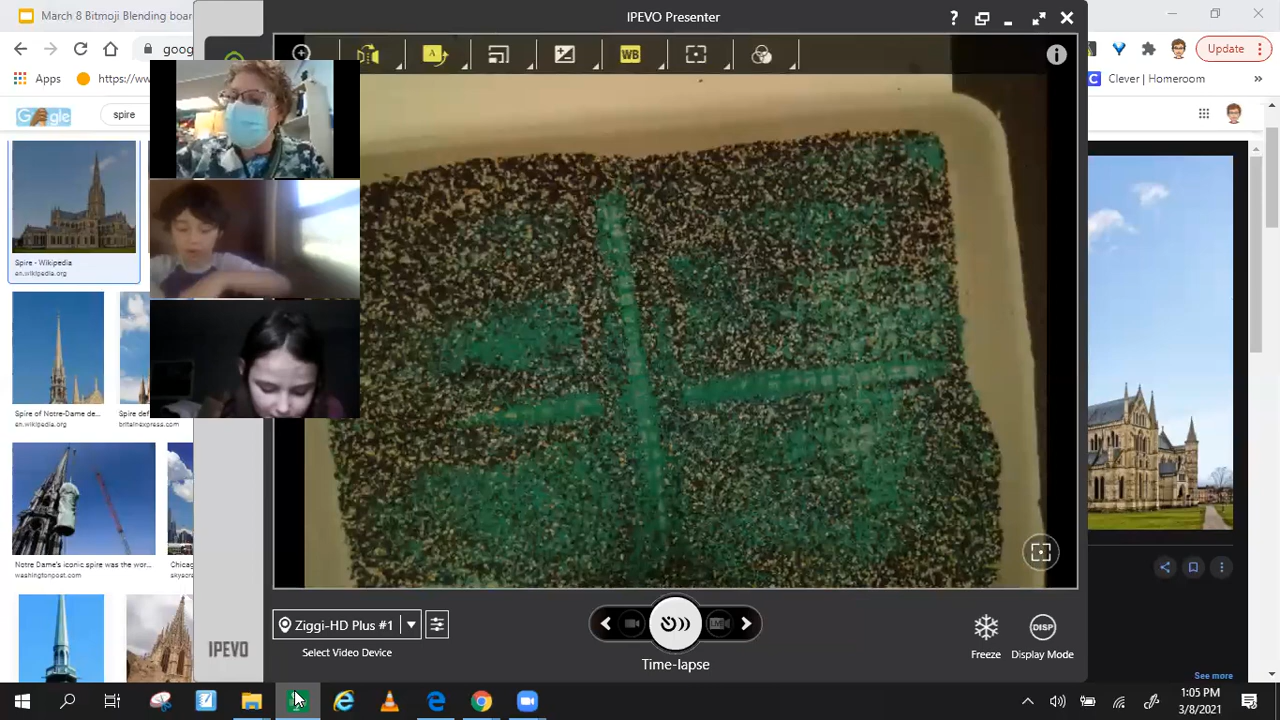 March 8 Bitmoji Blending boar
IPEVO Presenter
?
goog
Update
Apps
https://ww
Clever | Homeroom
»
Google
spire
A
WB
Spire - Wikipedia
en.wikipedia.org
Spire of Notre-Dame de...
en.wikipedia.org
Spire def
britainexpress.com
Notre Dame's iconic spire was the wor...
washingtonpost.com
Chicag
skysc
IPEVO
Ziggi-HD Plus #1
Select Video Device
Time-lapse
Freeze
DISP
Display Mode
See more
1:05 PM
3/8/2021